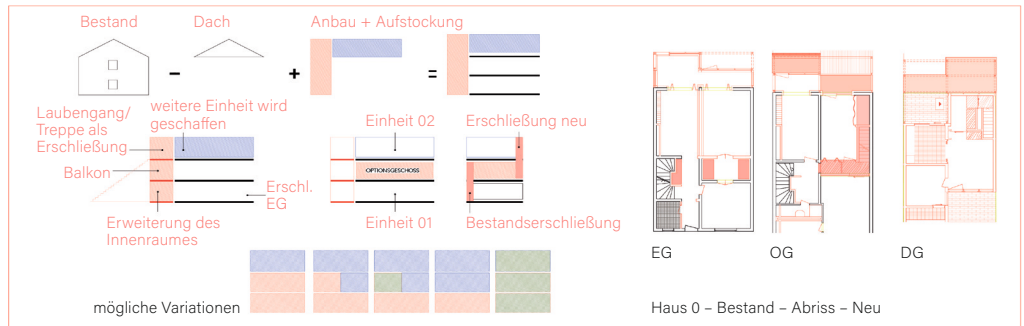 Bestand
Dach
Anbau + Aufstockung
–
+
=
Laubengang/
Treppe als
Erschließung
weitere Einheit wird
geschaffen
Balkon
Erschl.
EG
Erweiterung des
Innenraumes
Einheit 02
OPTIONSGESCHOSS
Einheit 01
Erschließung neu
Bestandserschließung
mögliche Variationen
EG
OG
DG
Haus 0 – Bestand – Abriss – Neu